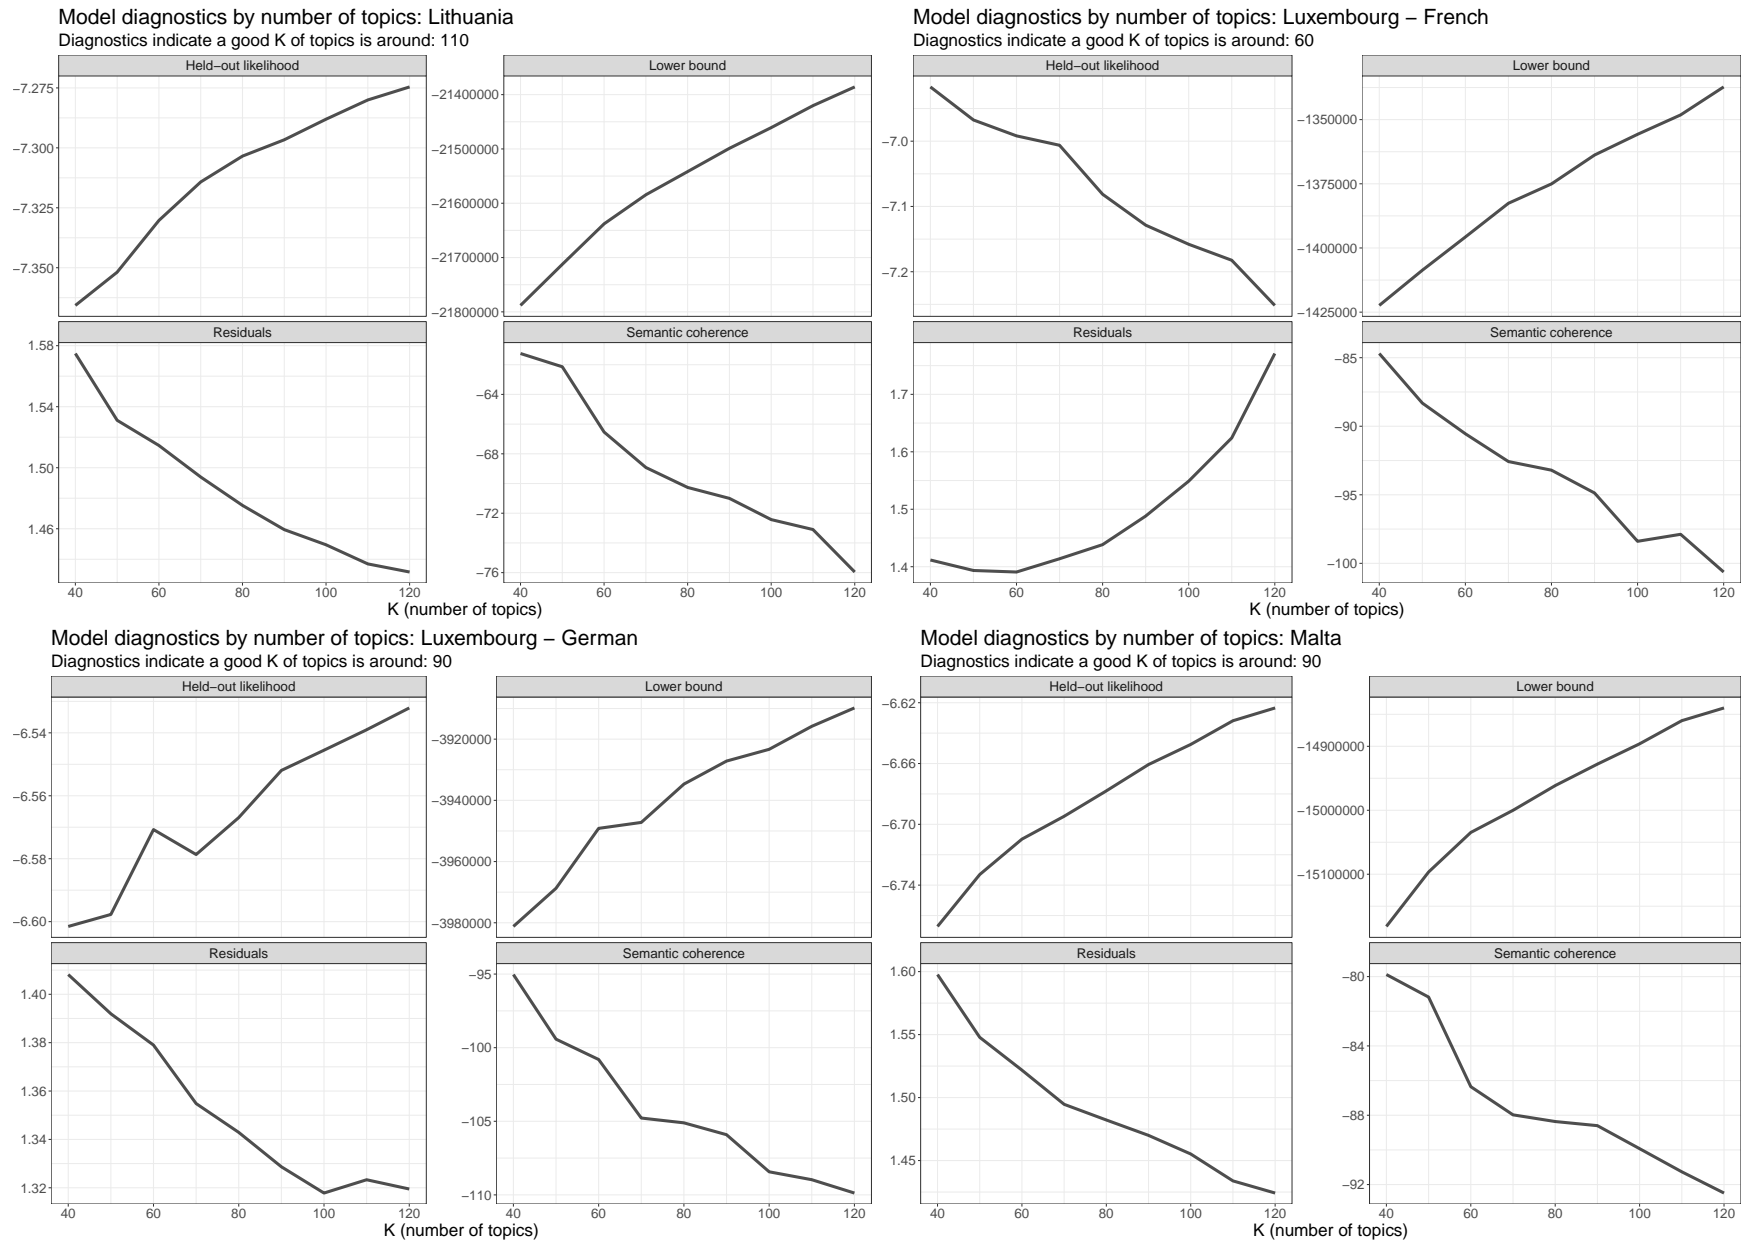 Model diagnostics by number of topics: Lithuania
Diagnostics indicate a good K of topics is around: 110
Held−out likelihood
−7.275
−7.300
−7.325
−7.350
Lower bound
−21400000
−21500000
−21600000
−21700000
−21800000
Residuals
1.58
1.54
1.50
1.46
40 60 80 100 120
Semantic coherence
−64
−68
−72
−76
40 60 80 100 120
K (number of topics)
Model diagnostics by number of topics: Luxembourg − French
Diagnostics indicate a good K of topics is around: 60
Held−out likelihood
−7.0
−7.1
−7.2
Lower bound
−1350000
−1375000
−1400000
−1425000
Residuals
1.7
1.6
1.5
1.4
40 60 80 100 120
Semantic coherence
−85
−90
−95
−100
40 60 80 100 120
K (number of topics)
Model diagnostics by number of topics: Luxembourg − German
Diagnostics indicate a good K of topics is around: 90
Held−out likelihood
−6.54
−6.56
−6.58
−6.60
Lower bound
−3920000
−3940000
−3960000
−3980000
Residuals
1.40
1.38
1.36
1.34
1.32
40 60 80 100 120
Semantic coherence
−95
−100
−105
−110
40 60 80 100 120
K (number of topics)
Model diagnostics by number of topics: Malta
Diagnostics indicate a good K of topics is around: 90
Held−out likelihood
−6.62
−6.66
−6.70
−6.74
Lower bound
−14900000
−15000000
−15100000
Residuals
1.60
1.55
1.50
1.45
40 60 80 100 120
Semantic coherence
−80
−84
−88
−92
40 60 80 100 120
K (number of topics)